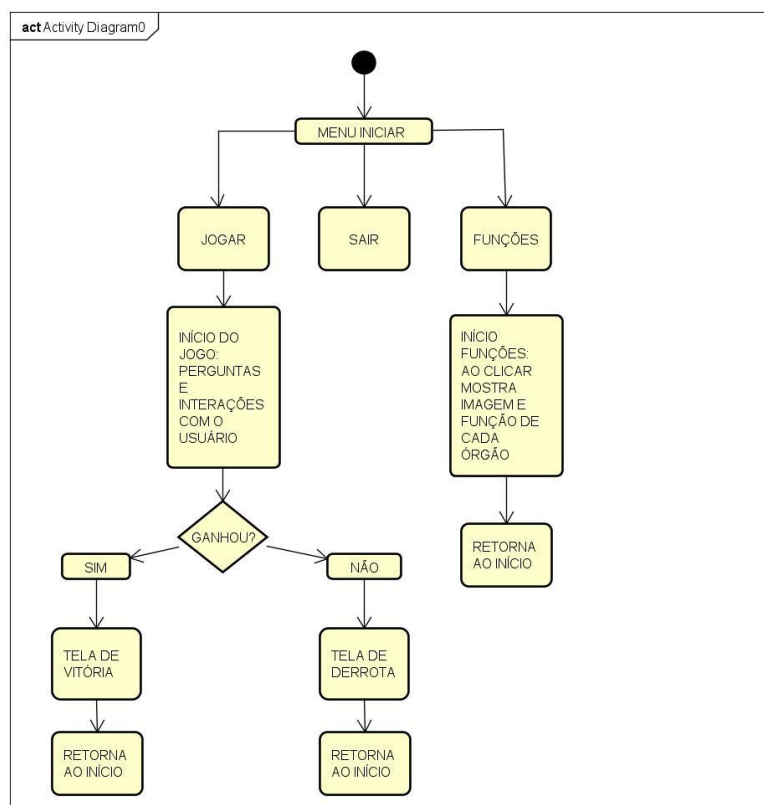 act Activity Diagram0
MENU INICIAR
JOGAR
SAIR
FUNÇÕES
INÍCIO DO
JOGO:
PERGUNTAS
E
INTERAÇÕES
COM O
USUÁRIO
INÍCIO
FUNÇÕES:
AO CLICAR
MOSTRA
IMAGEM E
FUNÇÃO DE
CADA
ÓRGÃO
GANHOU?
RETORNA
AO INÍCIO
SIM
NÃO
TELA DE
VITÓRIA
TELA DE
DERROTA
RETORNA
AO INÍCIO
RETORNA
AO INÍCIO